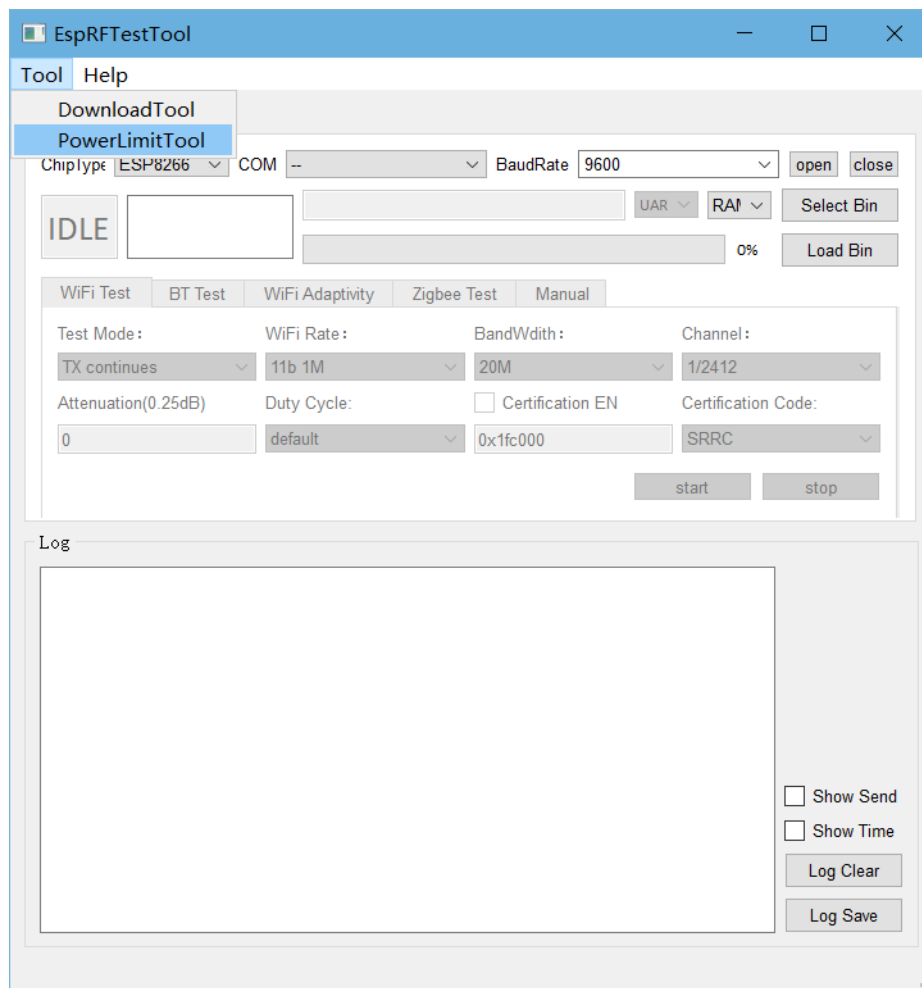 EspRFTestTool
Tool Help
DownloadTool
PowerLimitTool
ChipType ESP8266 COM -- BaudRate 9600 open close
IDLE UAR RAM Select Bin
0% Load Bin
WiFi Test BT Test WiFi Adaptivity Zigbee Test Manual
Test Mode: WiFi Rate: BandWdith: Channel:
TX continues 11b 1M 20M 1/2412
Attenuation(0.25dB) Duty Cycle: Certification EN Certification Code:
0 default 0x1fc000 SRRC
start stop
Log
Show Send
Show Time
Log Clear
Log Save